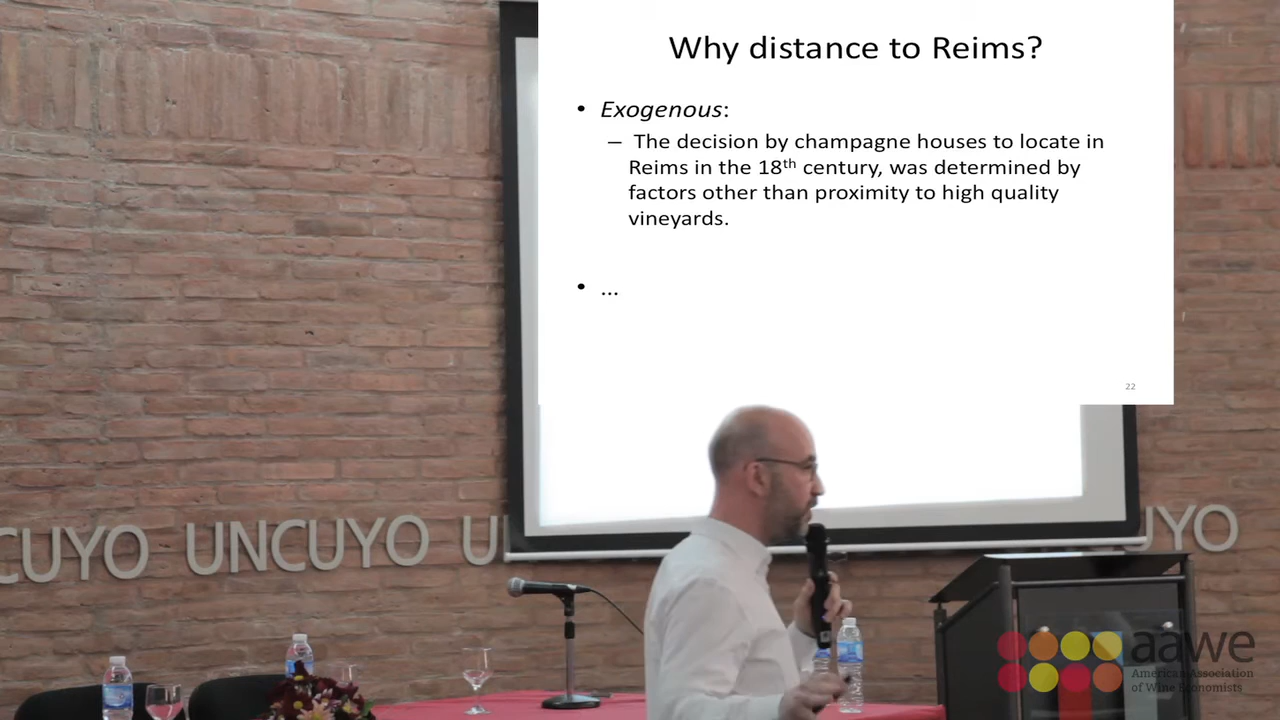 Why distance to Reims?
• Exogenous:
– The decision by champagne houses to locate in
Reims in the 18th century, was determined by
factors other than proximity to high quality
vineyards.
• ...
22
CUYO UNCUYO U
UYO
aawe
American Association
of Wine Economists